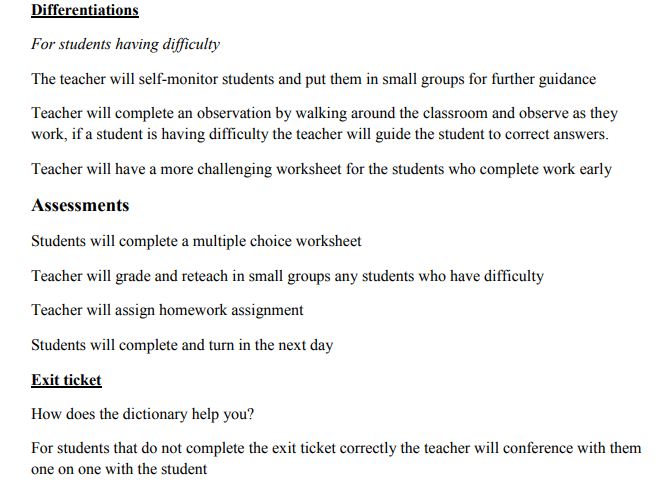 Differentiations
For students having difficulty
The teacher will self-monitor students and put them in small groups for further guidance
Teacher will complete an observation by walking around the classroom and observe as they
work, if a student is having difficulty the teacher will guide the student to correct answers.
Teacher will have a more challenging worksheet for the students who complete work early
Assessments
Students will complete a multiple choice worksheet
Teacher will grade and reteach in small groups any students who have difficulty
Teacher will assign homework assignment
Students will complete and turn in the next day
Exit ticket
How does the dictionary help you?
For students that do not complete the exit ticket correctly the teacher will conference with them
one on one with the student